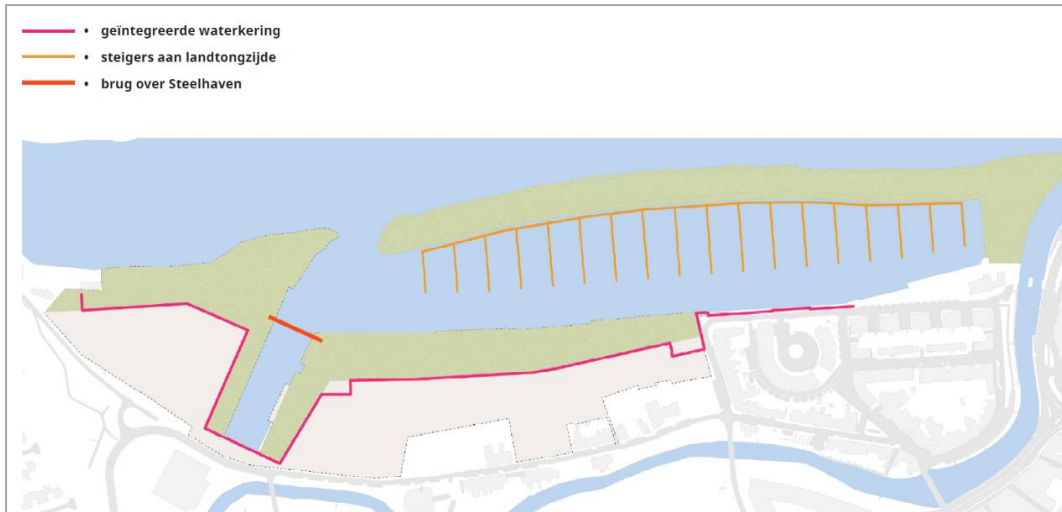 • geïntegreerde waterkering
• steigers aan landtongzijde
• brug over Steelhaven